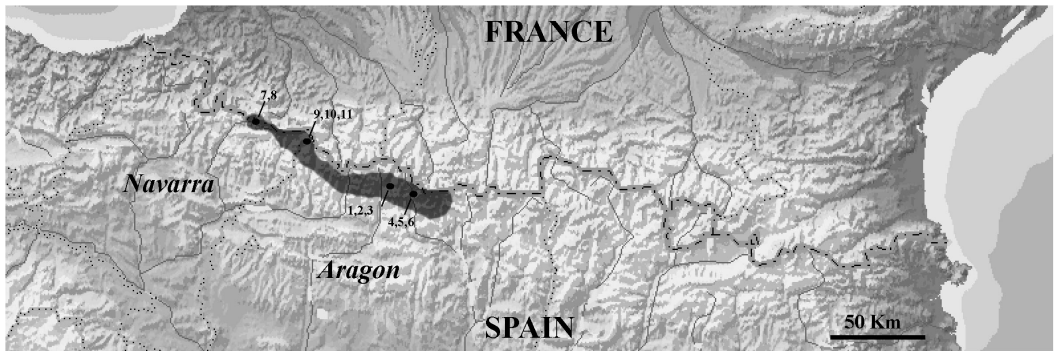 FRANCE
7,8
9,10,11
Navarra
1,2,3
4,5,6
Aragon
SPAIN
50 Km